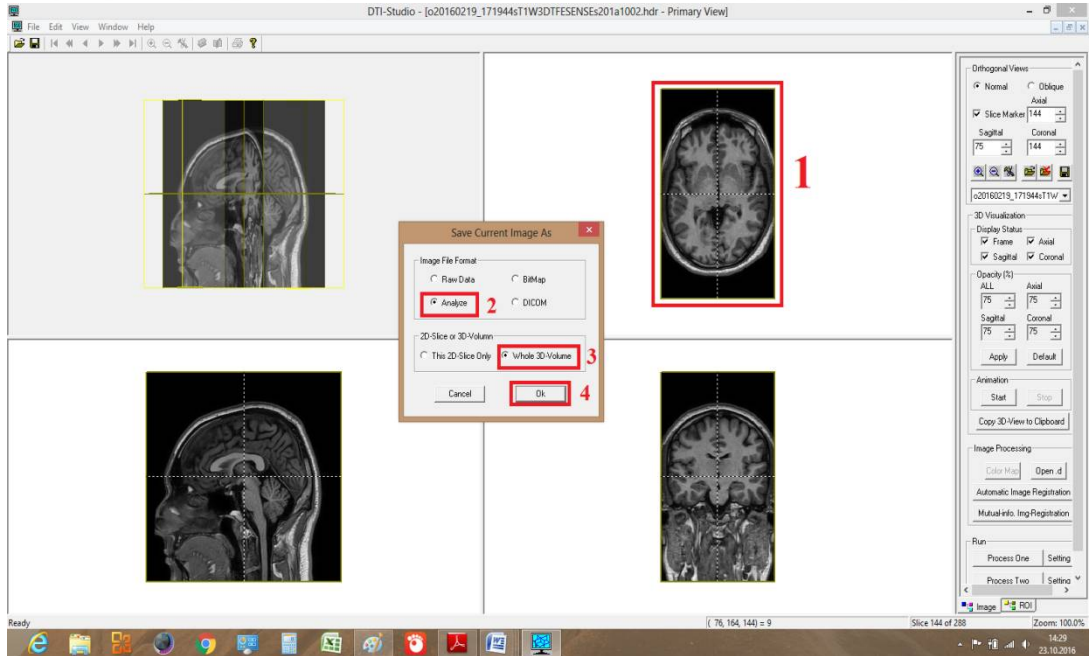 DTI-Studio - [o20160219_171944sT1W3DTFESENSEs201a1002.hdr - Primary View]
File Edit View Window Help
1
Save Current Image As
Image File Format
Raw Data BitMap
Analyze 2 DICOM
2D-Slice or 3D-Volumn
This 2D-Slice Only Whole 3D-Volume 3
Cancel Ok 4
Orthogonal Views
Normal Oblique
Axial
Slice Marker 144
Sagittal Coronal
75 144
o20160219_171944sT1W
3D Visualization
Display Status
Frame Axial
Sagittal Coronal
Opacity (%)
ALL Axial
75 75
Sagittal Coronal
75 75
Apply Default
Animation
Start Stop
Copy 3D-View to Clipboard
Image Processing
Color Map Open .d
Automatic Image Registration
Mutual-info. Img-Registration
Run
Process One Setting
Process Two Setting
Image ROI
Ready ( 76, 164, 144) = 9 Slice 144 of 288 Zoom: 100.0%
14:29
23.10.2016